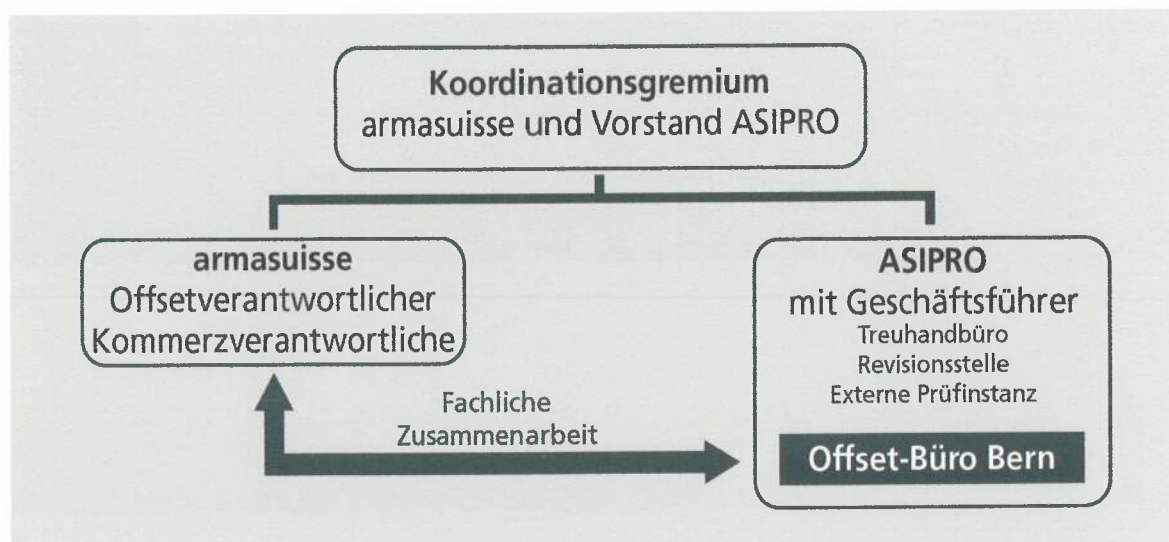 Koordinationsgremium
armasuisse und Vorstand ASIPRO
armasuisse
Offsetverantwortlicher
Kommerzverantwortliche
ASIPRO
mit Geschäftsführer
Treuhandbüro
Revisionsstelle
Externe Prüfinstanz
Offset-Büro Bern
Fachliche
Zusammenarbeit